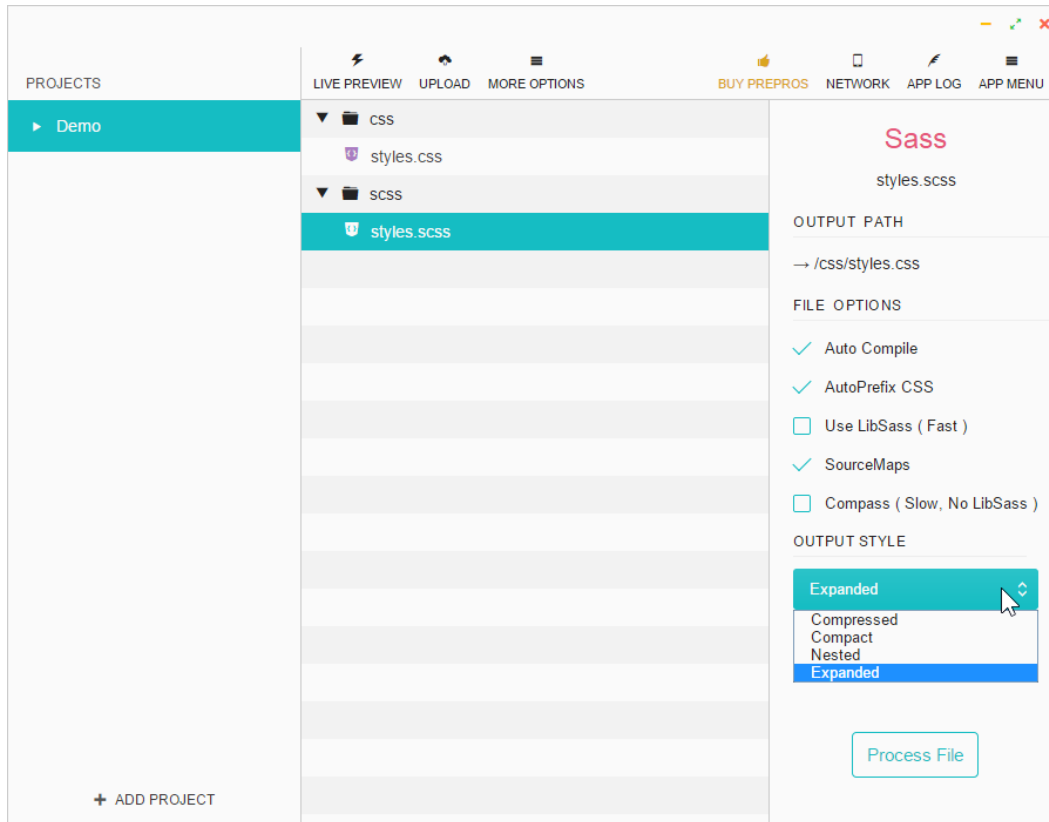 PROJECTS
LIVE PREVIEW
UPLOAD
MORE OPTIONS
BUY PREPROS
NETWORK
APP LOG
APP MENU
Demo
css
styles.css
scss
styles.scss
Sass
styles.scss
OUTPUT PATH
→ /css/styles.css
FILE OPTIONS
Auto Compile
AutoPrefix CSS
Use LibSass ( Fast )
SourceMaps
Compass ( Slow, No LibSass )
OUTPUT STYLE
Expanded
Compressed
Compact
Nested
Expanded
Process File
ADD PROJECT